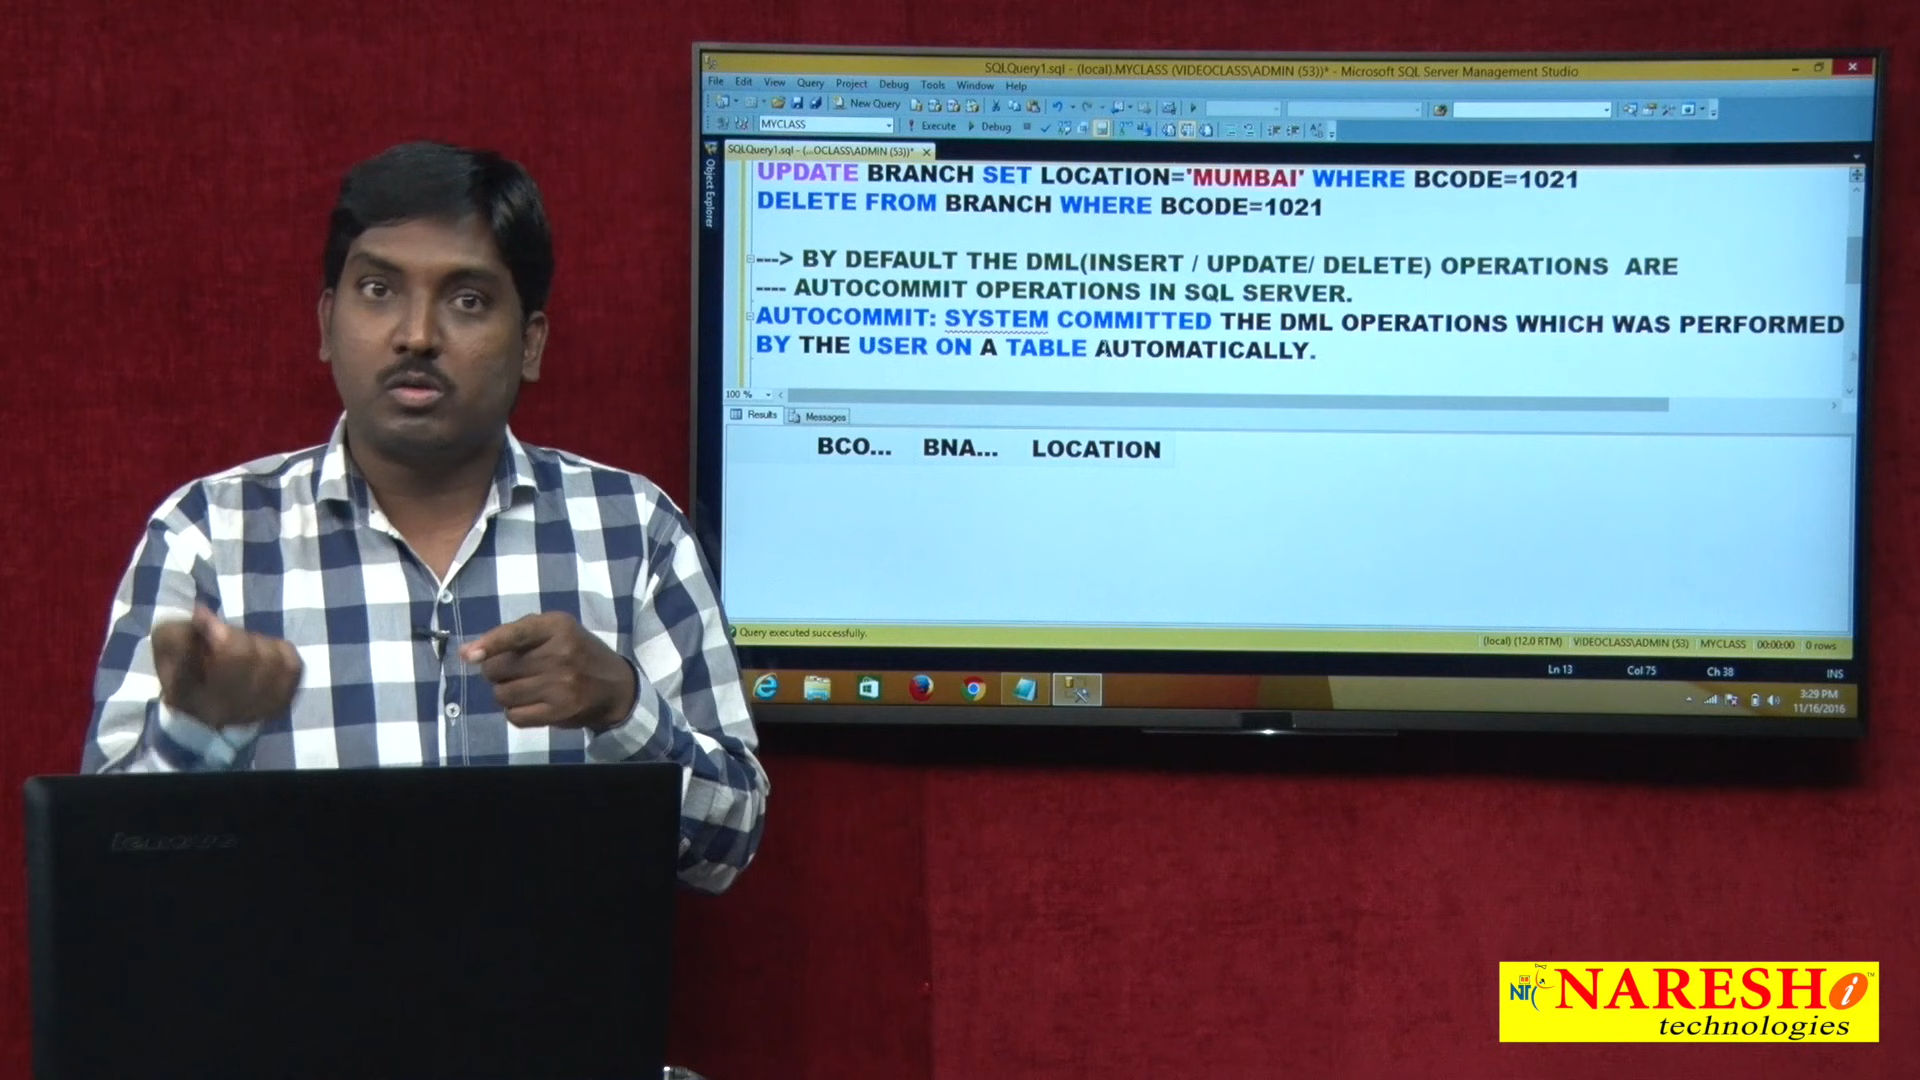 SQLQuery1.sql - (local).MYCLASS (VIDEOCLASS\ADMIN (53))* - Microsoft SQL Server Management Studio
File Edit View Query Project Debug Tools Window Help
New Query
MYCLASS Execute Debug
SQLQuery1.sql - (...OCLASS\ADMIN (53))*
Object Explorer
UPDATE BRANCH SET LOCATION='MUMBAI' WHERE BCODE=1021
DELETE FROM BRANCH WHERE BCODE=1021
---> BY DEFAULT THE DML(INSERT / UPDATE/ DELETE) OPERATIONS ARE
---- AUTOCOMMIT OPERATIONS IN SQL SERVER.
AUTOCOMMIT: SYSTEM COMMITTED THE DML OPERATIONS WHICH WAS PERFORMED
BY THE USER ON A TABLE AUTOMATICALLY.
100 %
Results Messages
BCO... BNA... LOCATION
Query executed successfully.
(local) (12.0 RTM) VIDEOCLASS\ADMIN (53) MYCLASS 00:00:00 0 rows
Ln 13 Col 75 Ch 38 INS
3:29 PM
11/16/2016
lenovo
NARESH i
technologies